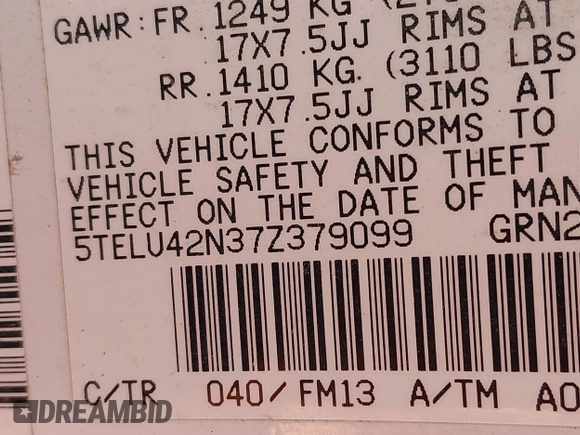 GAWR: FR. 1249 KG
17X7.5JJ RIMS AT
RR. 1410 KG. (3110 LBS
17X7.5JJ RIMS AT
THIS VEHICLE CONFORMS TO
VEHICLE SAFETY AND THEFT
EFFECT ON THE DATE OF MAN
5TELU42N37Z379099 GRN2
C/TR 040/FM13 A/TM A0
DREAMBID